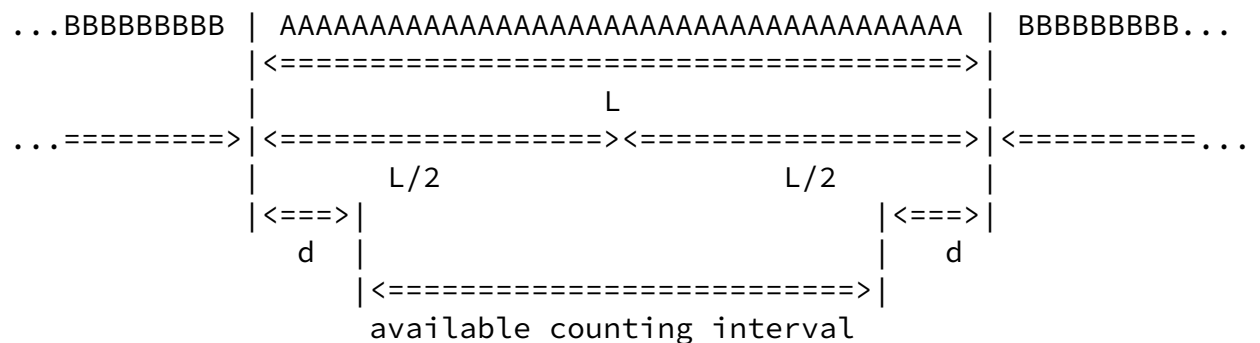 ...BBBBBBBBB | AAAAAAAAAAAAAAAAAAAAAAAAAAAAAAAAAAAAAA | BBBBBBBBB...
             |<======================================>|
             |                   L                    |
...=========>|<==================><==================>|<===========...
             |       L/2                   L/2        |
             |<===>|                            |<===>|
                d  |                            |   d
                   |<==========================>|
                    available counting interval